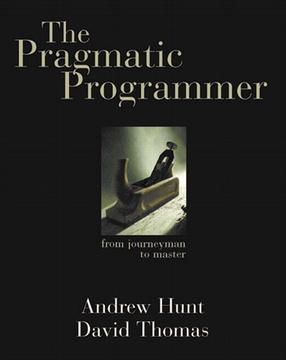 The
Pragmatic
Programmer
from journeyman
to master
Andrew Hunt
David Thomas